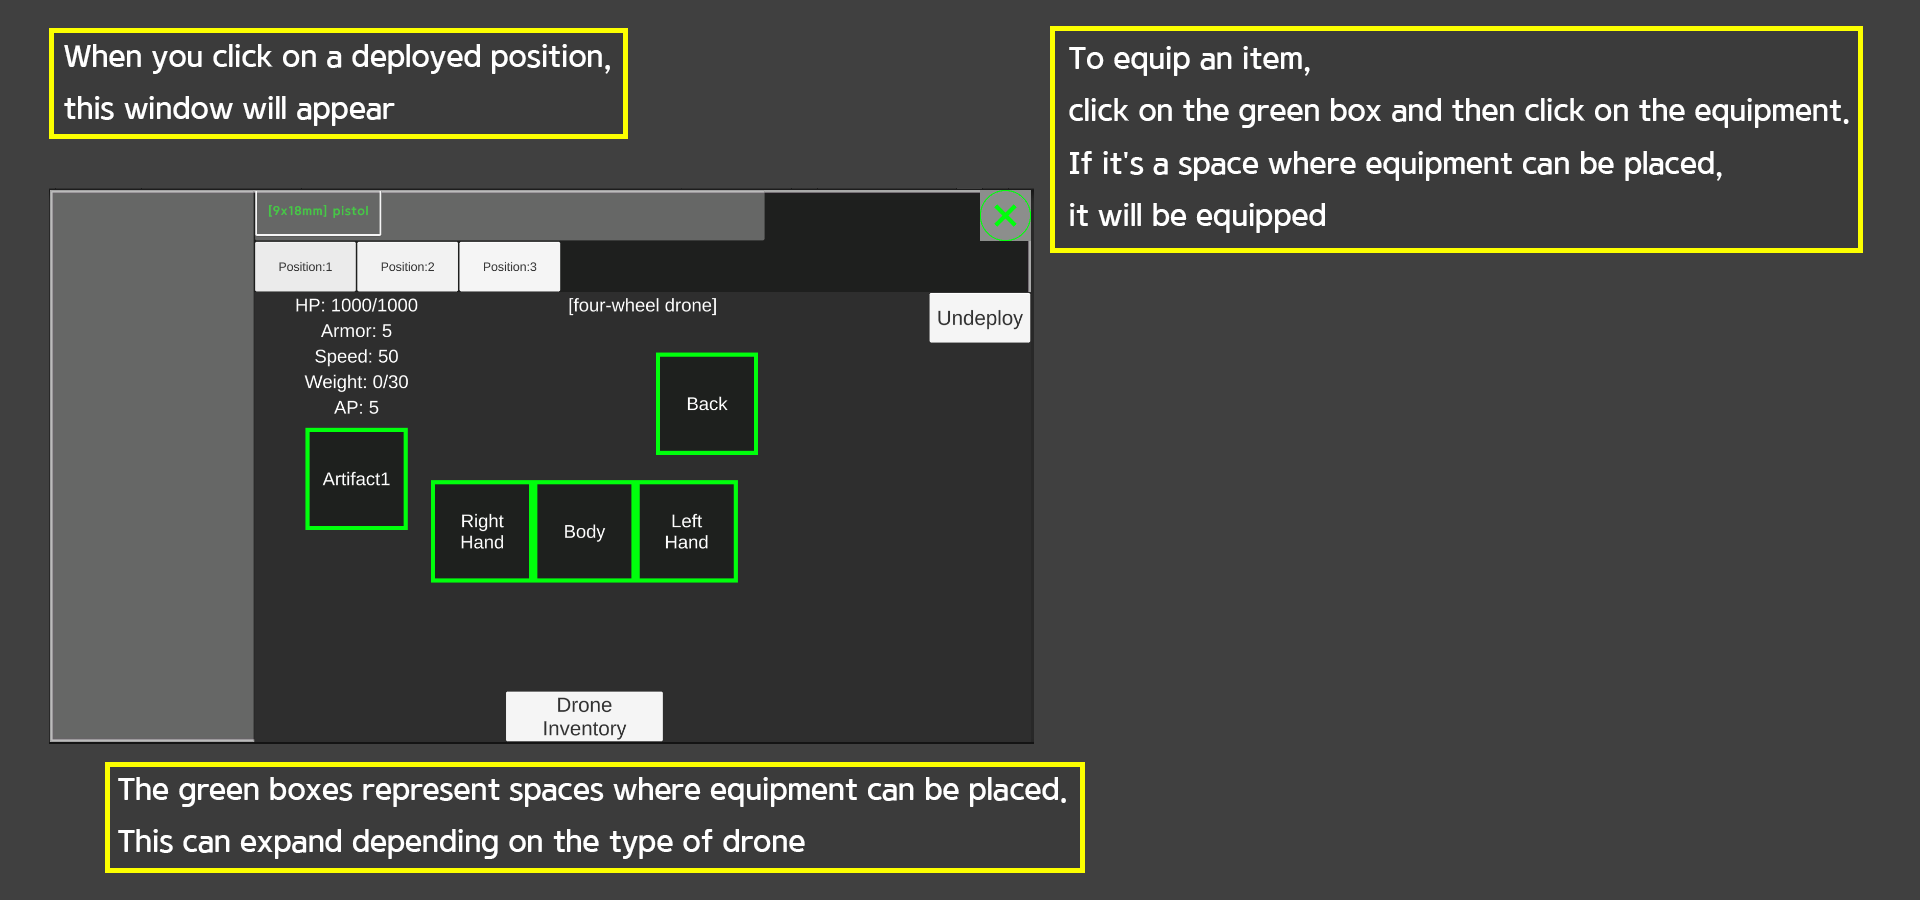 When you click on a deployed position,
this window will appear
To equip an item,
click on the green box and then click on the equipment.
If it's a space where equipment can be placed,
it will be equipped
[9x18mm] pistol
Position:1
Position:2
Position:3
HP: 1000/1000
Armor: 5
Speed: 50
Weight: 0/30
AP: 5
[four-wheel drone]
Undeploy
Back
Artifact1
Right
Hand
Body
Left
Hand
Drone
Inventory
The green boxes represent spaces where equipment can be placed.
This can expand depending on the type of drone